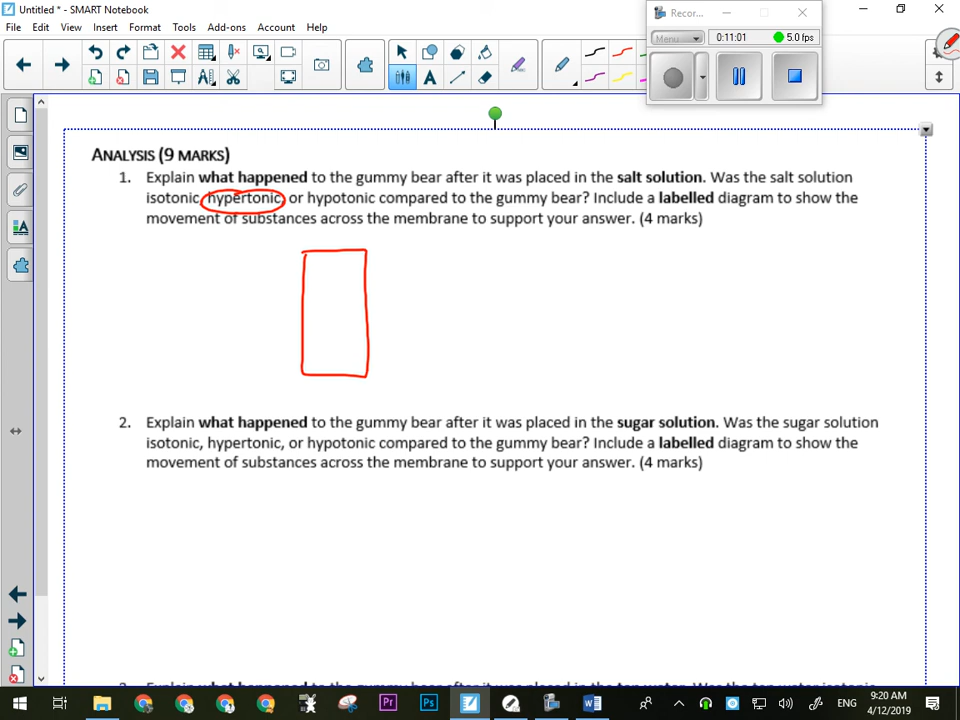 Untitled * - SMART Notebook
File Edit View Insert Format Tools Add-ons Account Help
Recor...
Menu 0:11:01 5.0 fps
ANALYSIS (9 MARKS)
1. Explain what happened to the gummy bear after it was placed in the salt solution. Was the salt solution
isotonic, hypertonic, or hypotonic compared to the gummy bear? Include a labelled diagram to show the
movement of substances across the membrane to support your answer. (4 marks)
2. Explain what happened to the gummy bear after it was placed in the sugar solution. Was the sugar solution
isotonic, hypertonic, or hypotonic compared to the gummy bear? Include a labelled diagram to show the
movement of substances across the membrane to support your answer. (4 marks)
Pr Ps
ENG
9:20 AM
4/12/2019